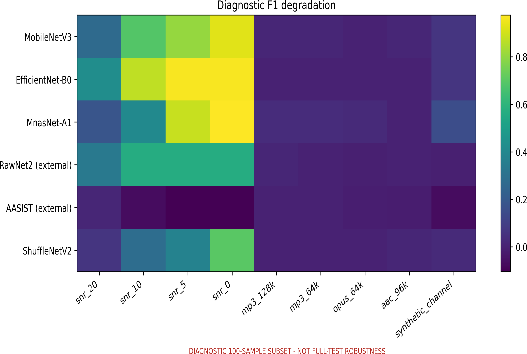 Diagnostic F1 degradation
MobileNetV3
EfficientNet-B0
MnasNet-A1
RawNet2 (external)
AASIST (external)
ShuffleNetV2
snr_20
snr_10
snr_5
snr_0
mp3_128k
mp3_64k
opus_64k
aac_96k
synthetic_channel
0.8
0.6
0.4
0.2
0.0
DIAGNOSTIC 100-SAMPLE SUBSET - NOT FULL-TEST ROBUSTNESS